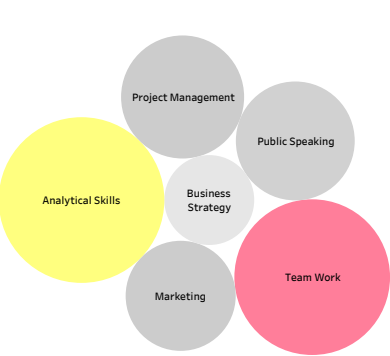 Project Management
Public Speaking
Analytical Skills
Business
Strategy
Team Work
Marketing